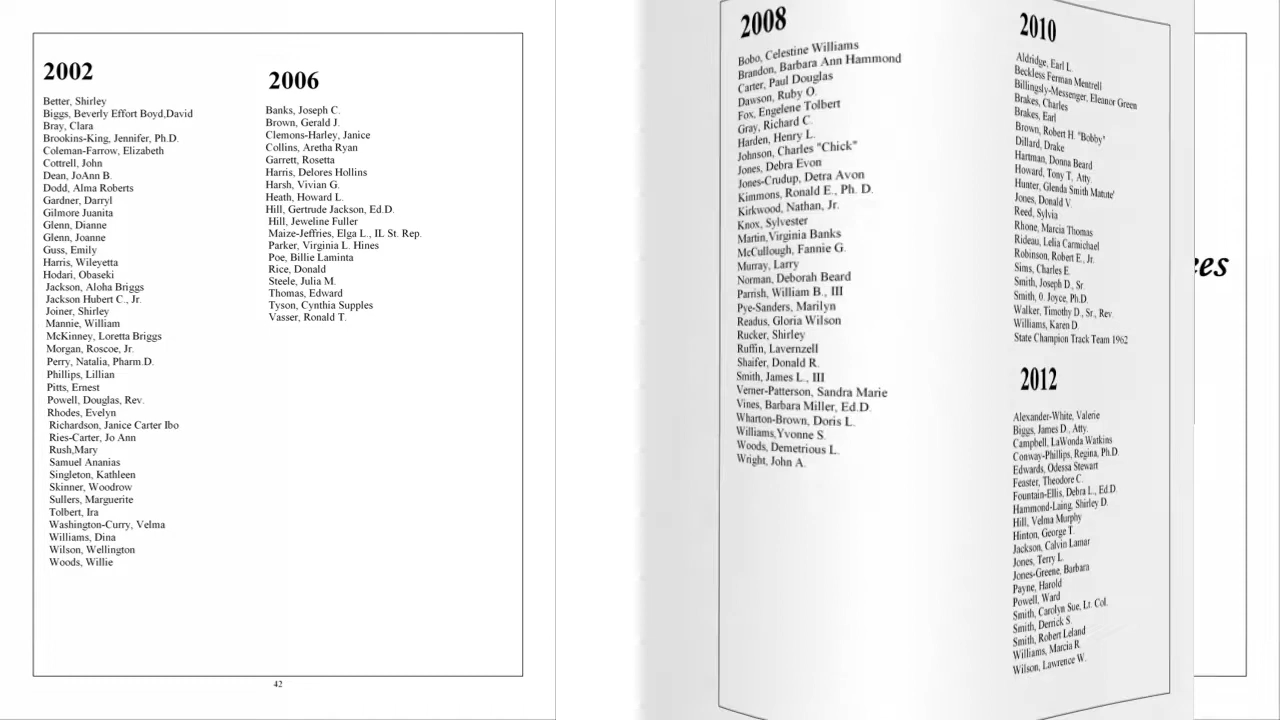 2002
Better, Shirley
Biggs, Beverly Effort Boyd,David
Bray, Clara
Brookins-King, Jennifer, Ph.D.
Coleman-Farrow, Elizabeth
Cottrell, John
Dean, JoAnn B.
Dodd, Alma Roberts
Gardner, Darryl
Gilmore Juanita
Glenn, Dianne
Glenn, Joanne
Guss, Emily
Harris, Wileyetta
Hodari, Obaseki
Jackson, Aloha Briggs
Jackson Hubert C., Jr.
Joiner, Shirley
Mannie, William
McKinney, Loretta Briggs
Morgan, Roscoe, Jr.
Perry, Natalia, Pharm.D.
Phillips, Lillian
Pitts, Ernest
Powell, Douglas, Rev.
Rhodes, Evelyn
Richardson, Janice Carter Ibo
Ries-Carter, Jo Ann
Rush,Mary
Samuel Ananias
Singleton, Kathleen
Skinner, Woodrow
Sullers, Marguerite
Tolbert, Ira
Washington-Curry, Velma
Williams, Dina
Wilson, Wellington
Woods, Willie
2006
Banks, Joseph C.
Brown, Gerald J.
Clemons-Harley, Janice
Collins, Aretha Ryan
Garrett, Rosetta
Harris, Delores Hollins
Harsh, Vivian G.
Heath, Howard L.
Hill, Gertrude Jackson, Ed.D.
Hill, Jeweline Fuller
Maize-Jeffries, Elga L., IL St. Rep.
Parker, Virginia L. Hines
Poe, Billie Laminta
Rice, Donald
Steele, Julia M.
Thomas, Edward
Tyson, Cynthia Supples
Vasser, Ronald T.
42
2008
Bobo, Celestine Williams
Brandon, Barbara Ann Hammond
Carter, Paul Douglas
Dawson, Ruby O.
Fox, Engelene Tolbert
Gray, Richard C.
Harden, Henry L.
Johnson, Charles "Chick"
Jones, Debra Evon
Jones-Crudup, Detra Avon
Kimmons, Ronald E., Ph. D.
Kirkwood, Nathan, Jr.
Knox, Sylvester
Martin,Virginia Banks
McCullough, Fannie G.
Murray, Larry
Norman, Deborah Beard
Parrish, William B., III
Pye-Sanders, Marilyn
Readus, Gloria Wilson
Rucker, Shirley
Ruffin, Lavernzell
Shaifer, Donald R.
Smith, James L., III
Verner-Patterson, Sandra Marie
Vines, Barbara Miller, Ed.D.
Wharton-Brown, Doris L.
Williams,Yvonne S.
Woods, Demetrious L.
Wright, John A.
2010
Aldridge, Earl L.
Beckless Ferman Mentrell
Billingsly-Messenger, Eleanor Green
Brakes, Charles
Brakes, Earl
Brown, Robert H. "Bobby"
Dillard, Drake
Hartman, Donna Beard
Howard, Tony T, Atty
Hunter, Glenda Smith Matute'
Jones, Donald V.
Reed, Sylvia
Rhone, Marcia Thomas
Rideau, Lelia Carmichael
Robinson, Robert E., Jr.
Sims, Charles E.
Smith, Joseph D., Sr.
Smith, O. Joyce, Ph.D.
Walker, Timothy D., Sr., Rev.
Williams, Karen D.
State Champion Track Team 1962
2012
Alexander-White, Valerie
Biggs, James D., Atty.
Campbell, LaWonda Watkins
Conway-Phillips, Regina, Ph.D.
Edwards, Odessa Stewart
Feaster, Theodore C.
Fountain-Ellis, Debra L., Ed.D.
Hammond-Laing, Shirley D.
Hill, Velma Murphy
Hinton, George T.
Jackson, Calvin Lamar
Jones, Terry L.
Jones-Greene, Barbara
Payne, Harold
Powell, Ward
Smith, Carolyn Sue, Lt. Col.
Smith, Derrick S.
Smith, Robert Leland
Williams, Marcia R.
Wilson, Lawrence W.
ees